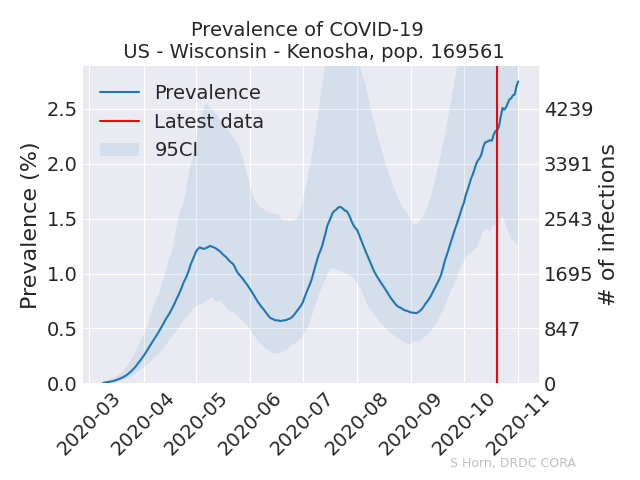 Prevalence of COVID-19
US - Wisconsin - Kenosha, pop. 169561
Prevalence
Latest data
95CI
Prevalence (%)
2.5
2.0
1.5
1.0
0.5
0.0
4239
3391
2543
1695
847
0
# of infections
2020-03
2020-04
2020-05
2020-06
2020-07
2020-08
2020-09
2020-10
2020-11
S Horn, DRDC CORA